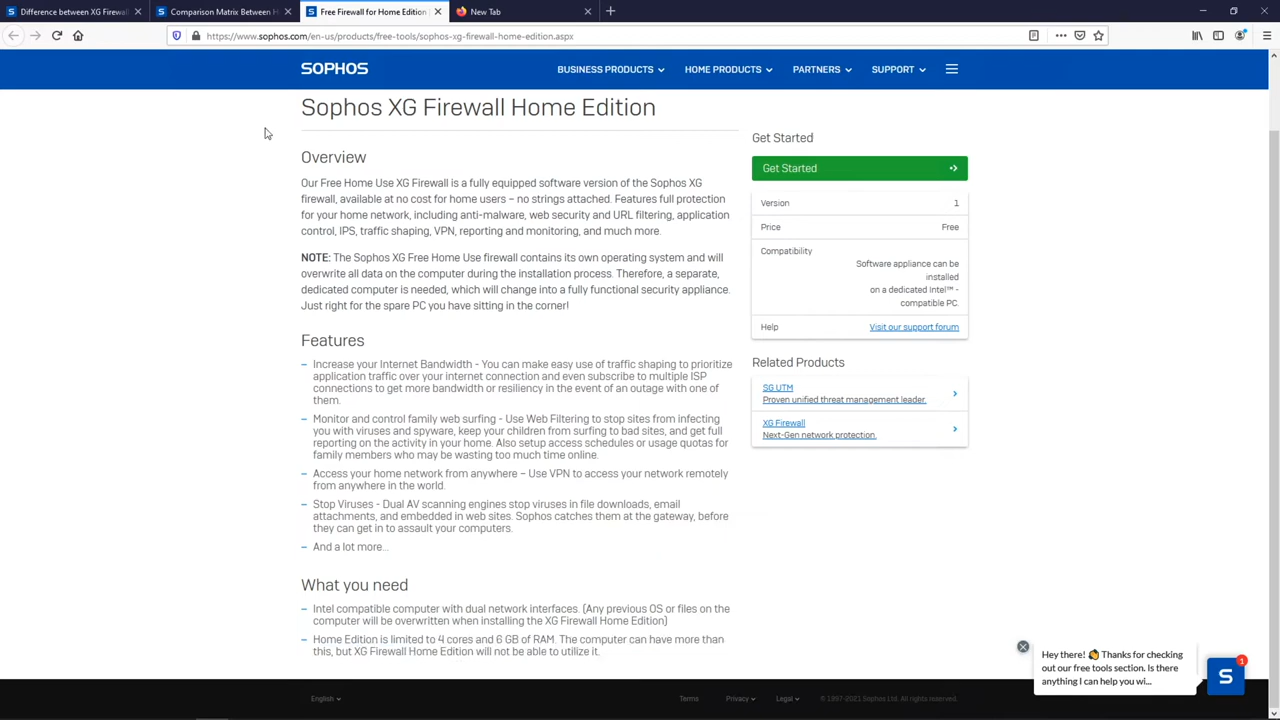 Difference between XG Firewal
Comparison Matrix Between H
Free Firewall for Home Edition
New Tab
https://www.sophos.com/en-us/products/free-tools/sophos-xg-firewall-home-edition.aspx
SOPHOS
BUSINESS PRODUCTS
HOME PRODUCTS
PARTNERS
SUPPORT
Sophos XG Firewall Home Edition
Overview
Our Free Home Use XG Firewall is a fully equipped software version of the Sophos XG
firewall, available at no cost for home users – no strings attached. Features full protection
for your home network, including anti-malware, web security and URL filtering, application
control, IPS, traffic shaping, VPN, reporting and monitoring, and much more.
NOTE: The Sophos XG Free Home Use firewall contains its own operating system and will
overwrite all data on the computer during the installation process. Therefore, a separate,
dedicated computer is needed, which will change into a fully functional security appliance.
Just right for the spare PC you have sitting in the corner!
Features
– Increase your Internet Bandwidth - You can make easy use of traffic shaping to prioritize
application traffic over your internet connection and even subscribe to multiple ISP
connections to get more bandwidth or resiliency in the event of an outage with one of
them.
– Monitor and control family web surfing - Use Web Filtering to stop sites from infecting
you with viruses and spyware, keep your children from surfing to bad sites, and get full
reporting on the activity in your home. Also setup access schedules or usage quotas for
family members who may be wasting too much time online.
– Access your home network from anywhere – Use VPN to access your network remotely
from anywhere in the world.
– Stop Viruses - Dual AV scanning engines stop viruses in file downloads, email
attachments, and embedded in web sites. Sophos catches them at the gateway, before
they can get in to assault your computers.
– And a lot more...
What you need
– Intel compatible computer with dual network interfaces. (Any previous OS or files on the
computer will be overwritten when installing the XG Firewall Home Edition)
– Home Edition is limited to 4 cores and 6 GB of RAM. The computer can have more than
this, but XG Firewall Home Edition will not be able to utilize it.
Get Started
Get Started
Version 1
Price Free
Compatibility
Software appliance can be
installed
on a dedicated Intel™ -
compatible PC.
Help Visit our support forum
Related Products
SG UTM
Proven unified threat management leader.
XG Firewall
Next-Gen network protection.
Hey there! 👋 Thanks for checking
out our free tools section. Is there
anything I can help you wi...
S
1
English
Terms
Privacy
Legal
© 1997-2021 Sophos Ltd. All rights reserved.